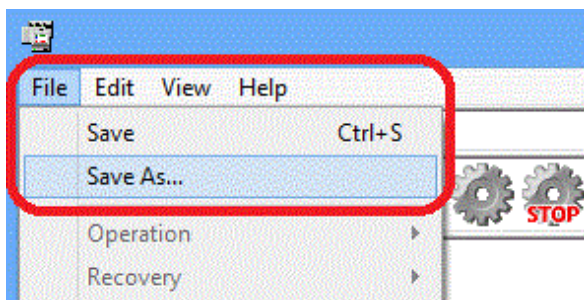 File Edit View Help
Save Ctrl+S
Save As...
STOP
Operation
Recovery